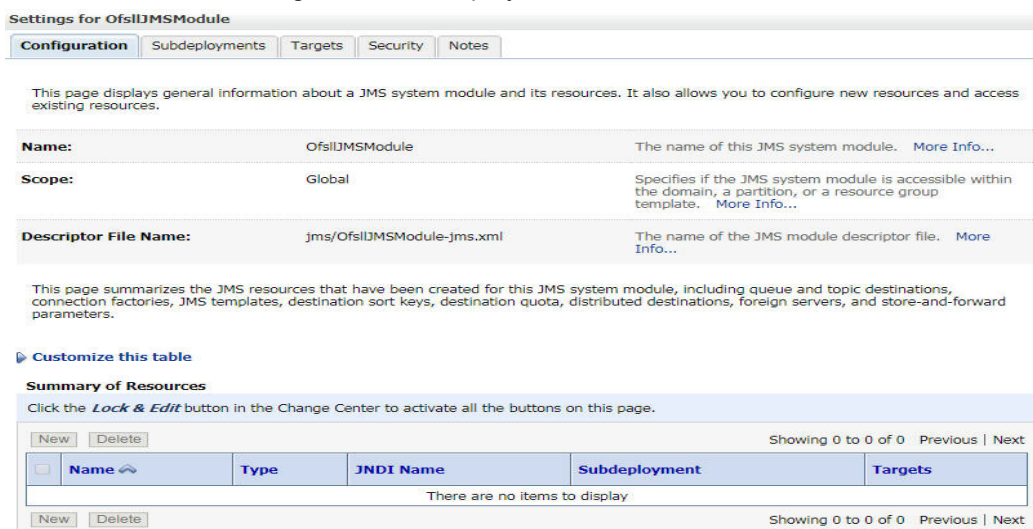 Settings for OfsllJMSModule
Configuration Subdeployments Targets Security Notes
This page displays general information about a JMS system module and its resources. It also allows you to configure new resources and access
existing resources.
Name: OfsllJMSModule The name of this JMS system module. More Info...
Scope: Global Specifies if the JMS system module is accessible within
the domain, a partition, or a resource group
template. More Info...
Descriptor File Name: jms/OfsllJMSModule-jms.xml The name of the JMS module descriptor file. More
Info...
This page summarizes the JMS resources that have been created for this JMS system module, including queue and topic destinations,
connection factories, JMS templates, destination sort keys, destination quota, distributed destinations, foreign servers, and store-and-forward
parameters.
Customize this table
Summary of Resources
Click the Lock & Edit button in the Change Center to activate all the buttons on this page.
New Delete Showing 0 to 0 of 0 Previous | Next
Name Type JNDI Name Subdeployment Targets
There are no items to display
New Delete Showing 0 to 0 of 0 Previous | Next